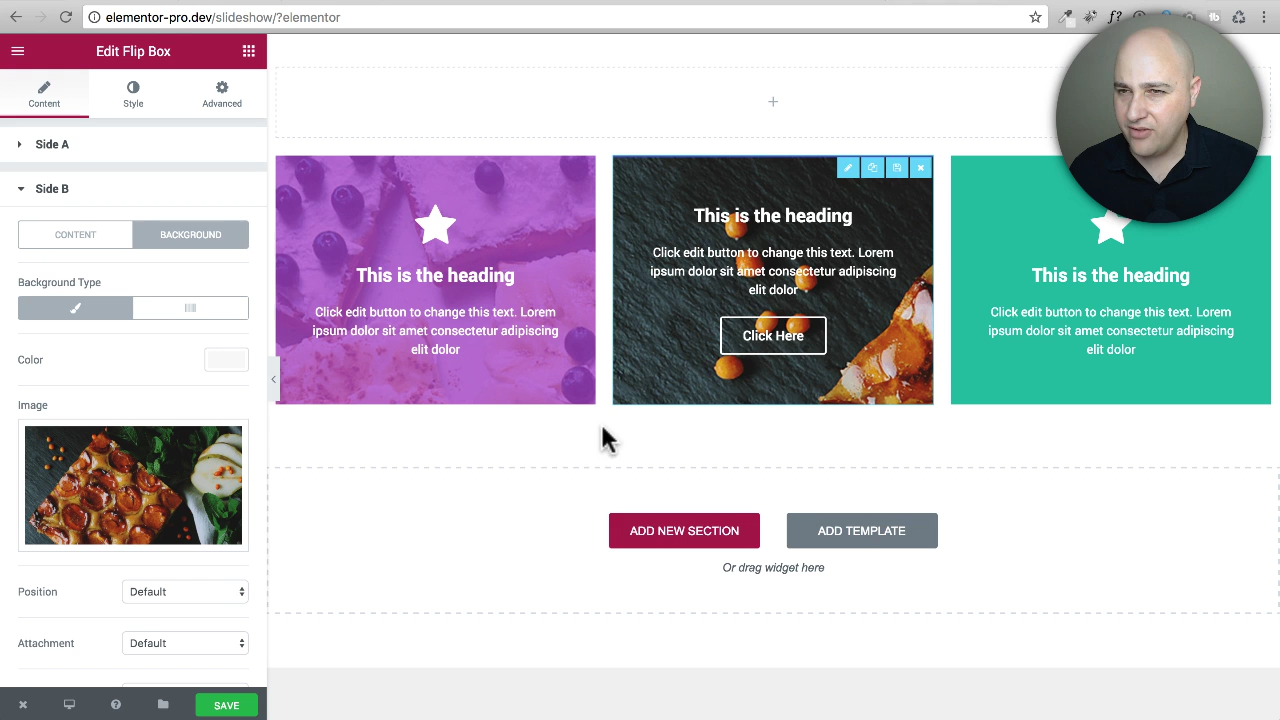 elementor-pro.dev/slideshow/?elementor
f?
Edit Flip Box
Content
Style
Advanced
Side A
Side B
CONTENT
BACKGROUND
Background Type
Color
Image
Position
Default
Attachment
Default
SAVE
This is the heading
Click edit button to change this text. Lorem
ipsum dolor sit amet consectetur adipiscing
elit dolor
This is the heading
Click edit button to change this text. Lorem
ipsum dolor sit amet consectetur adipiscing
elit dolor
Click Here
This is the heading
Click edit button to change this text. Lorem
ipsum dolor sit amet consectetur adipiscing
elit dolor
ADD NEW SECTION
ADD TEMPLATE
Or drag widget here